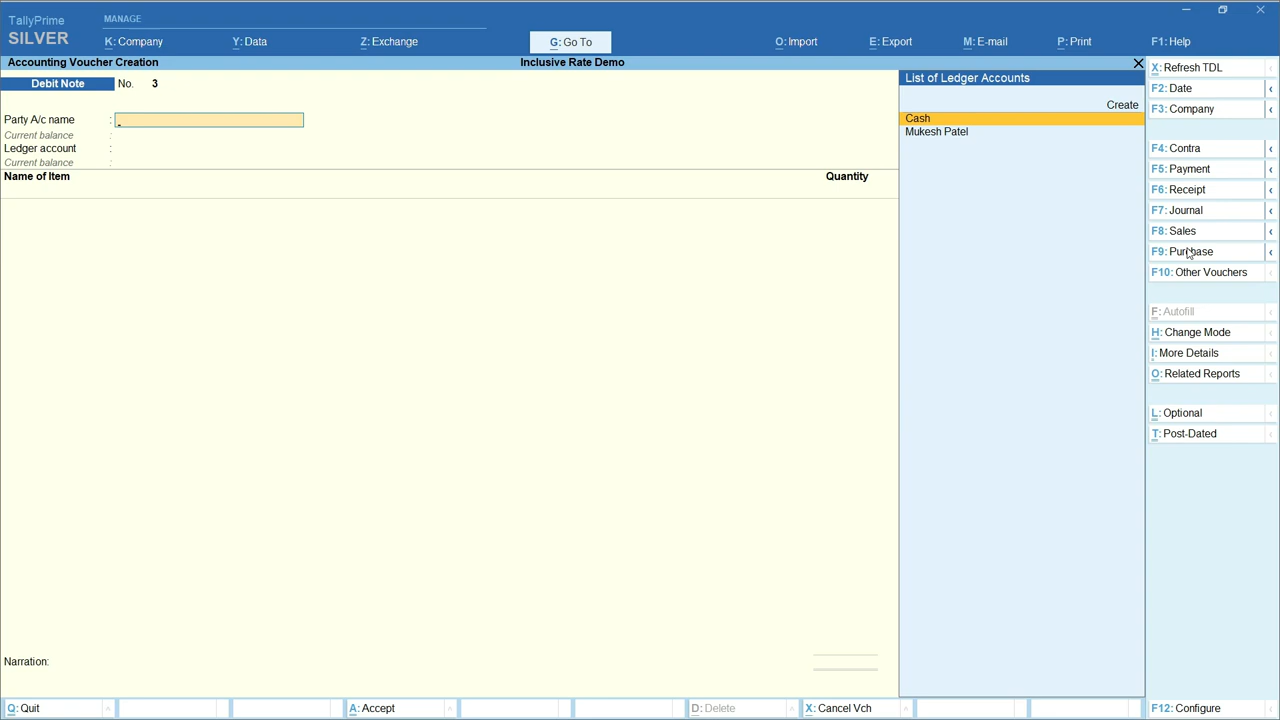 TallyPrime
SILVER
MANAGE
K: Company
Y: Data
Z: Exchange
G: Go To
O: Import
E: Export
M: E-mail
P: Print
F1: Help
Accounting Voucher Creation
Inclusive Rate Demo
Debit Note
No. 3
Party A/c name :
Current balance :
Ledger account :
Current balance :
Name of Item
Quantity
Narration:
List of Ledger Accounts
Create
Cash
Mukesh Patel
X: Refresh TDL
F2: Date
F3: Company
F4: Contra
F5: Payment
F6: Receipt
F7: Journal
F8: Sales
F9: Purchase
F10: Other Vouchers
F: Autofill
H: Change Mode
I: More Details
O: Related Reports
L: Optional
T: Post-Dated
Q: Quit
A: Accept
D: Delete
X: Cancel Vch
F12: Configure